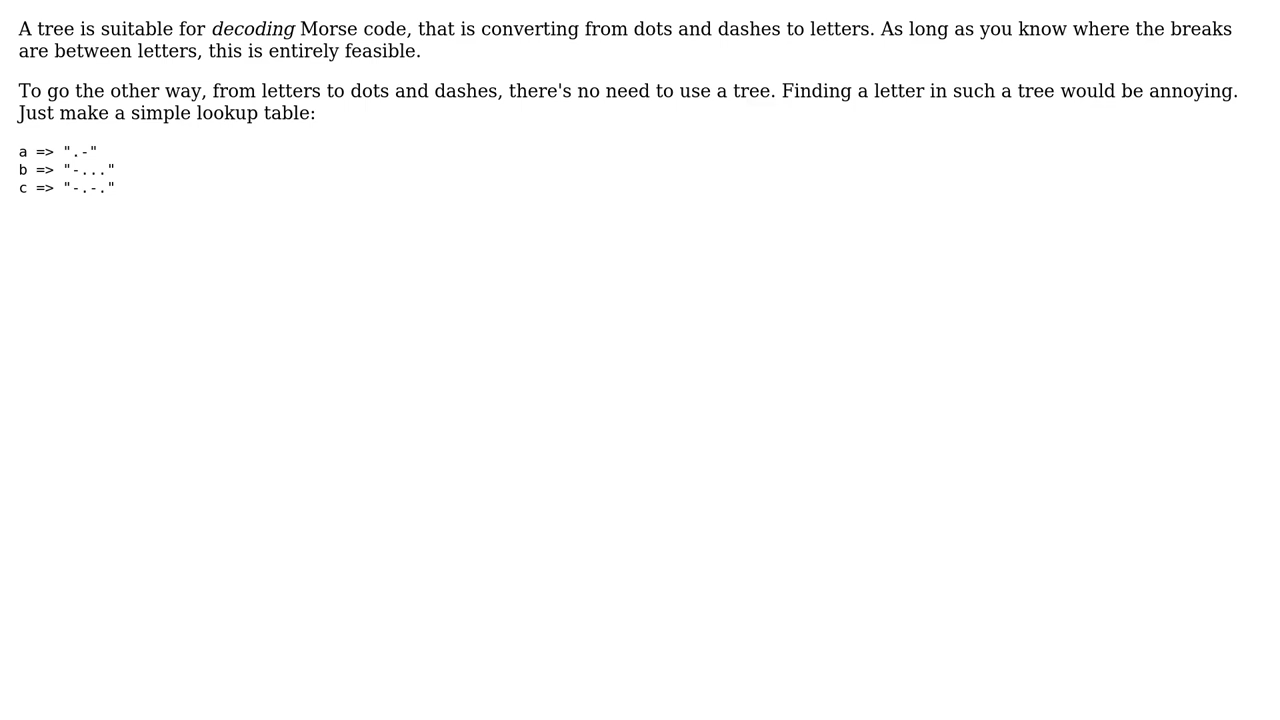 A tree is suitable for decoding Morse code, that is converting from dots and dashes to letters. As long as you know where the breaks
are between letters, this is entirely feasible.
To go the other way, from letters to dots and dashes, there's no need to use a tree. Finding a letter in such a tree would be annoying.
Just make a simple lookup table:
a => ".-"
b => "-..."
c => "-.-."